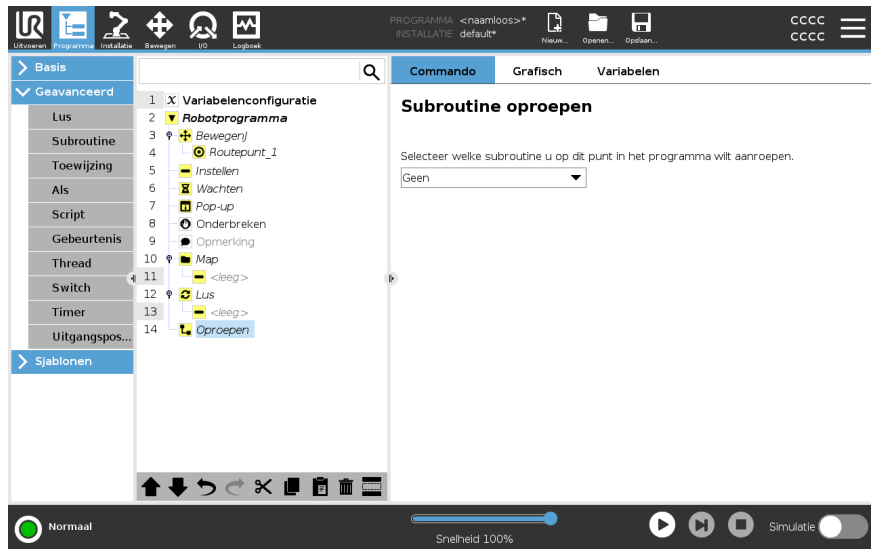 UR
PROGRAMMA <naamloos>*
INSTALLATIE default*
Uitvoeren Programma Installatie Bewegen I/O Logboek
Nieuw... Openen... Opslaan...
cccc
cccc
Basis
Geavanceerd
Lus
Subroutine
Toewijzing
Als
Script
Gebeurtenis
Thread
Switch
Timer
Uitgangspos...
Sjablonen
1 X Variabelenconfiguratie
2 Robotprogramma
3 BewegenJ
4 Routepunt_1
5 Instellen
6 Wachten
7 Pop-up
8 Onderbreken
9 Opmerking
10 Map
11 <leeg>
12 Lus
13 <leeg>
14 Oproepen
Commando Grafisch Variabelen
Subroutine oproepen
Selecteer welke subroutine u op dit punt in het programma wilt aanroepen.
Geen
Normaal
Snelheid 100%
Simulatie